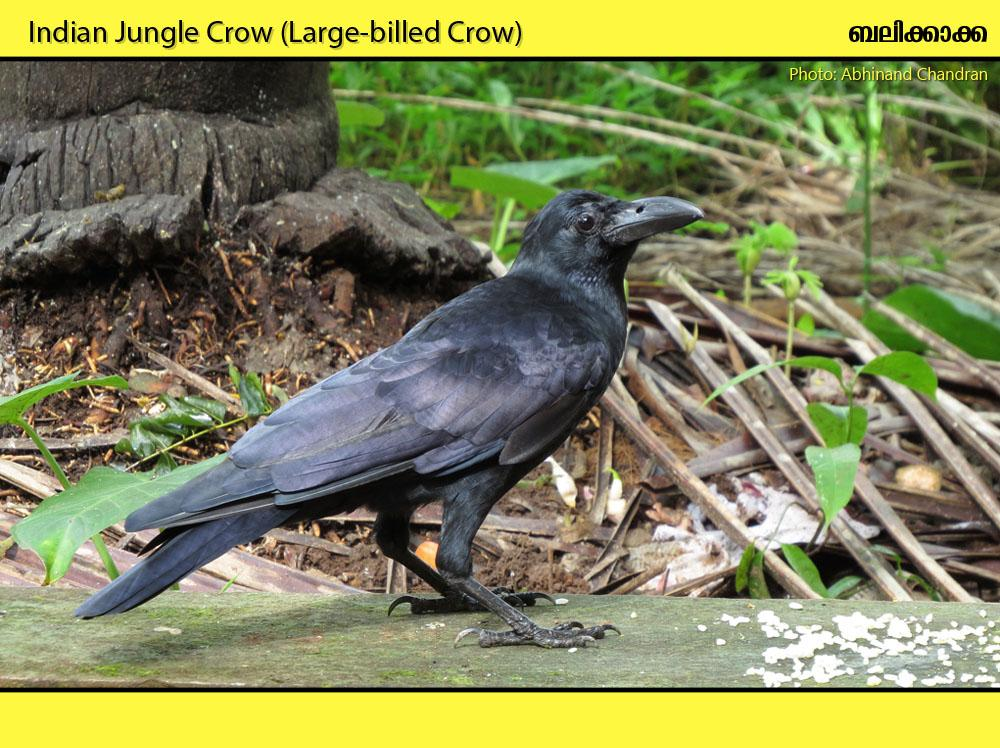 Indian Jungle Crow (Large-billed Crow)
ബലിക്കാക്ക
Photo: Abhinand Chandran